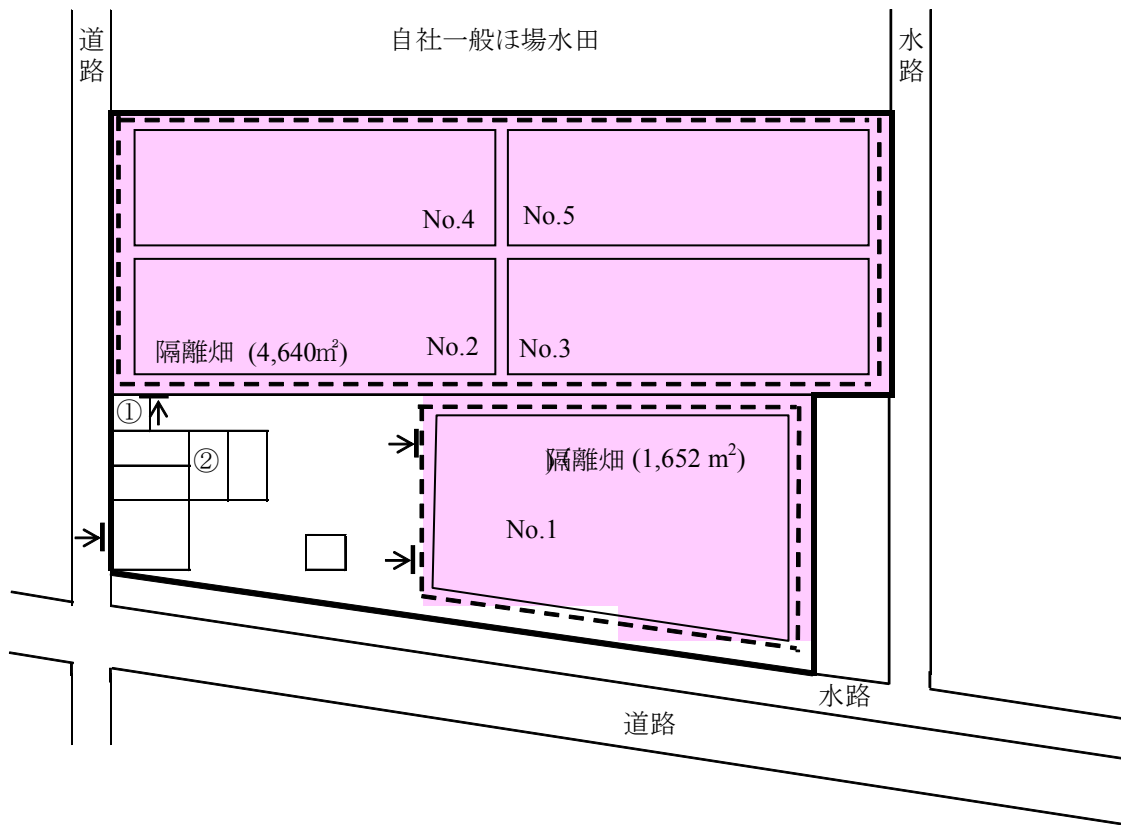 道路
自社一般ほ場水田
水路
No.4
No.5
隔離畑 (4,640㎡)
No.2
No.3
①
②
隔離畑 (1,652 m²)
No.1
水路
道路